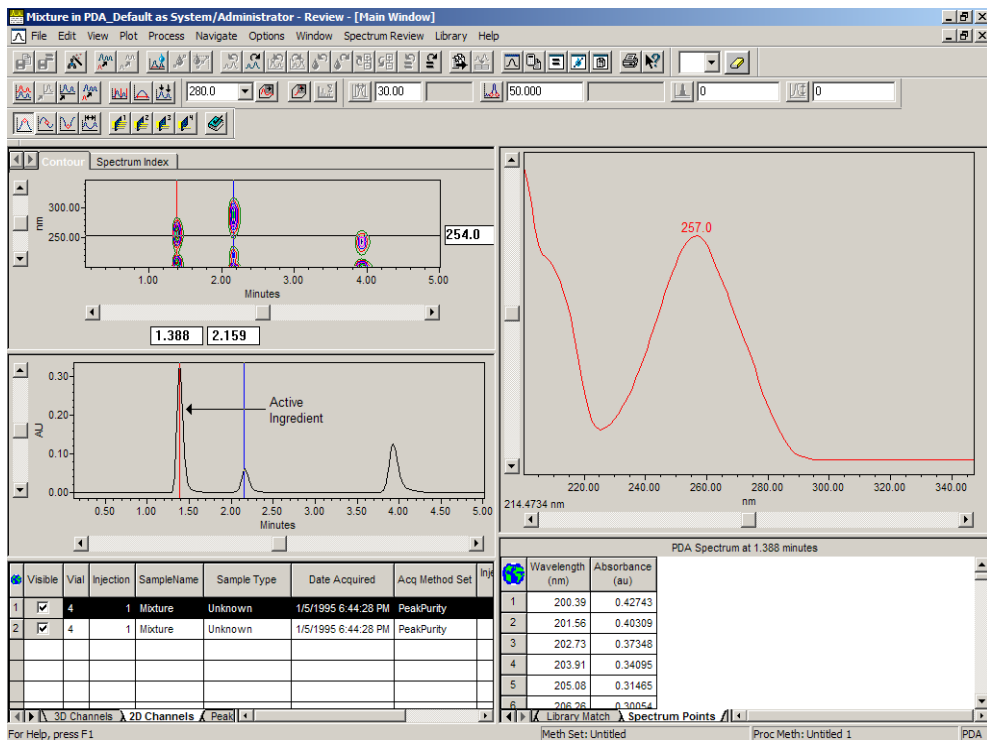 Mixture in PDA_Default as System/Administrator - Review - [Main Window]
File Edit View Plot Process Navigate Options Window Spectrum Review Library Help
280.0 30.00 50.000 0 0
Contour Spectrum Index
300.00
250.00
nm
254.0
1.00 2.00 3.00 4.00 5.00
Minutes
1.388 2.159
0.30
0.20
0.10
0.00
AU
Active
Ingredient
0.50 1.00 1.50 2.00 2.50 3.00 3.50 4.00 4.50 5.00
Minutes
257.0
220.00 240.00 260.00 280.00 300.00 320.00 340.00
nm
214.4734 nm
Visible Vial Injection SampleName Sample Type Date Acquired Acq Method Set Inje
1 4 1 Mixture Unknown 1/5/1995 6:44:28 PM PeakPurity
2 4 1 Mixture Unknown 1/5/1995 6:44:28 PM PeakPurity
3D Channels 2D Channels Peak
PDA Spectrum at 1.388 minutes
Wavelength (nm) Absorbance (au)
1 200.39 0.42743
2 201.56 0.40309
3 202.73 0.37348
4 203.91 0.34095
5 205.08 0.31465
6 206.26 0.30054
Library Match Spectrum Points
For Help, press F1 Meth Set: Untitled Proc Meth: Untitled 1 PDA